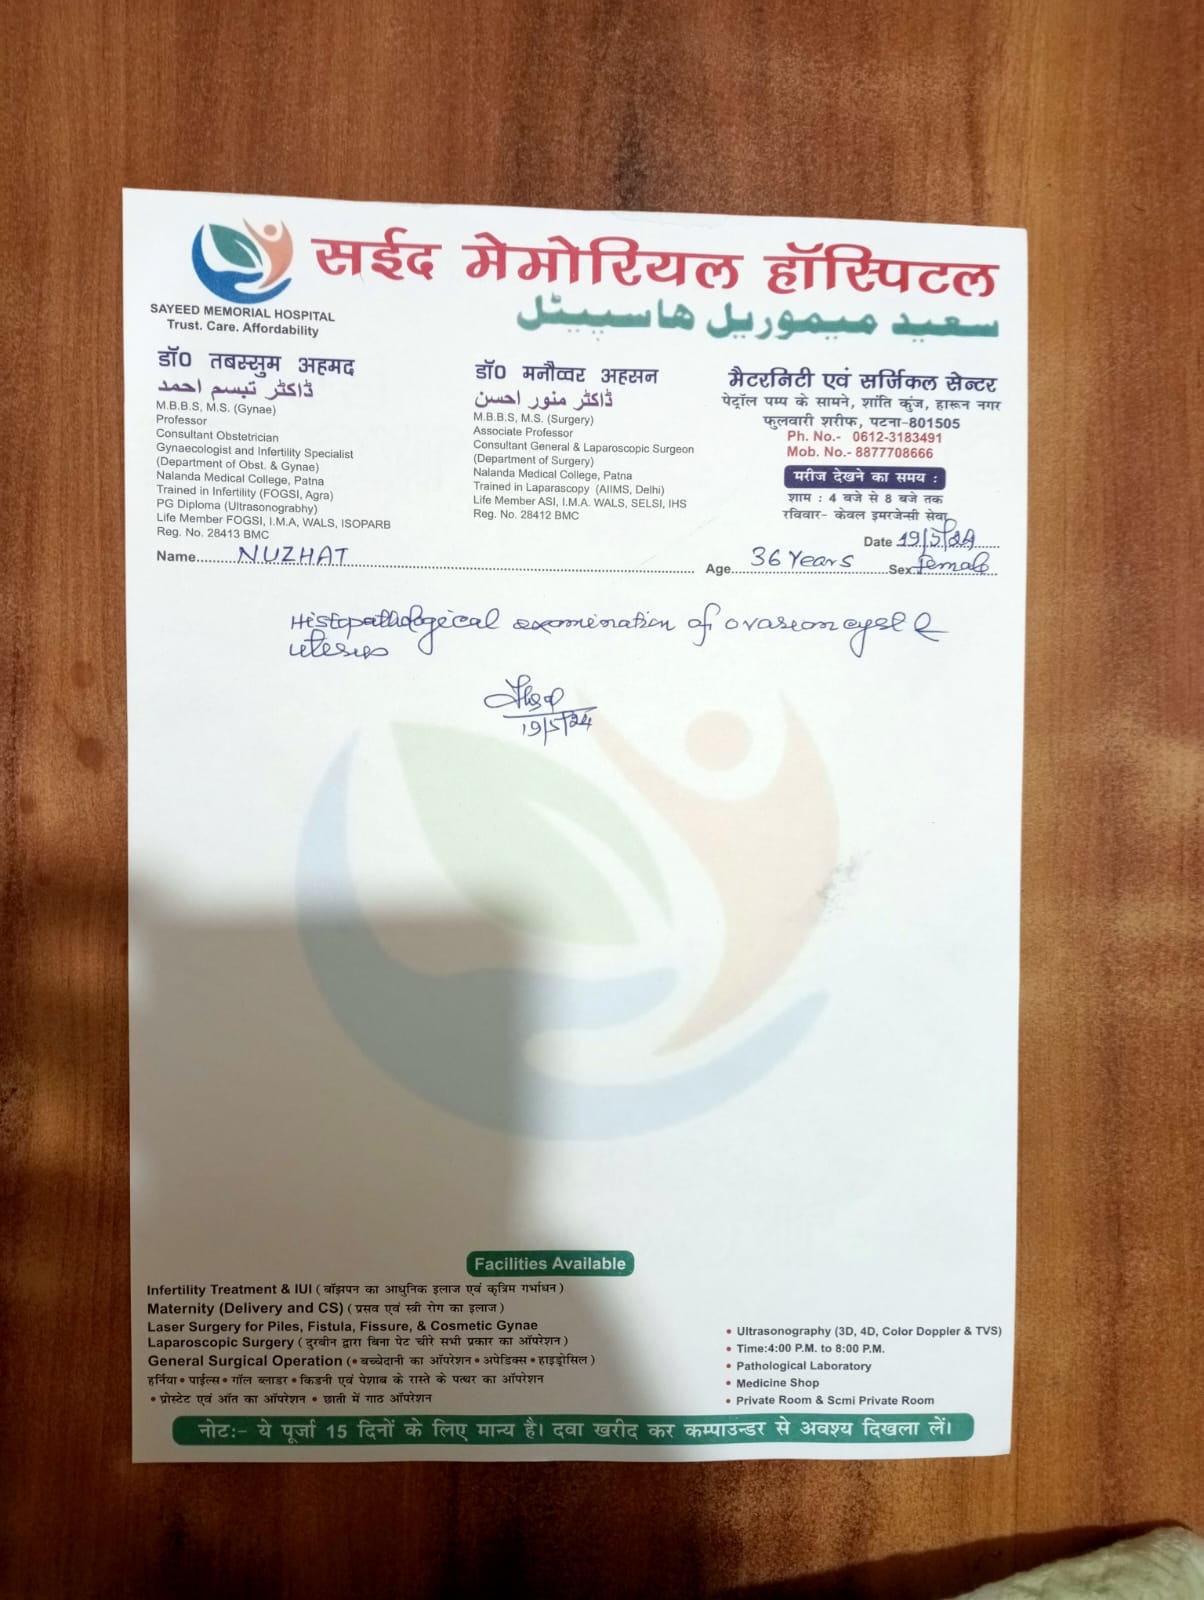 सईद मेमोरियल हॉस्पिटल
سعید میموریل ھاسپیٹل
SAYEED MEMORIAL HOSPITAL
Trust. Care. Affordability
डॉ0 तबस्सुम अहमद
ڈاکٹر تبسم احمد
M.B.B.S, M.S. (Gynae)
Professor
Consultant Obstetrician
Gynaecologist and Infertility Specialist
(Department of Obst. & Gynae)
Nalanda Medical College, Patna
Trained in Infertility (FOGSI, Agra)
PG Diploma (Ultrasonograbhy)
Life Member FOGSI, I.M.A, WALS, ISOPARB
Reg. No. 28413 BMC
डॉ0 मनौव्वर अहसन
ڈاکٹر منور احسن
M.B.B.S, M.S. (Surgery)
Associate Professor
Consultant General & Laparoscopic Surgeon
(Department of Surgery)
Nalanda Medical College, Patna
Trained in Laparascopy (AIIMS, Delhi)
Life Member ASI, I.M.A. WALS, SELSI, IHS
Reg. No. 28412 BMC
मैटरनिटी एवं सर्जिकल सेन्टर
पेट्रॉल पम्प के सामने, शांति कुंज, हारून नगर
फुलवारी शरीफ, पटना-801505
Ph. No.- 0612-3183491
Mob. No.- 8877708666
मरीज देखने का समय :
शाम : 4 बजे से 8 बजे तक
रविवार- केवल इमरजेन्सी सेवा
Date 19/5/24
Name NUZHAT Age 36 Years Sex female
Histopathological examination of ovarion cyst &
uterus
19/5/24
Facilities Available
Infertility Treatment & IUI ( बाँझपन का आधुनिक इलाज एवं कृत्रिम गर्भाधन )
Maternity (Delivery and CS) ( प्रसव एवं स्त्री रोग का इलाज )
Laser Surgery for Piles, Fistula, Fissure, & Cosmetic Gynae
Laparoscopic Surgery ( दुरबीन द्वारा बिना पेट चीरे सभी प्रकार का ऑपरेशन )
General Surgical Operation ( • बच्चेदानी का ऑपरेशन • अपेडिक्स • हाइड्रोसिल )
हर्निया • पाईल्स • गॉल ब्लाडर • किडनी एवं पेशाब के रास्ते के पत्थर का ऑपरेशन
• प्रोस्टेट एवं आँत का ऑपरेशन • छाती में गाठ ऑपरेशन
• Ultrasonography (3D, 4D, Color Doppler & TVS)
• Time:4:00 P.M. to 8:00 P.M.
• Pathological Laboratory
• Medicine Shop
• Private Room & Scmi Private Room
नोट:- ये पूर्जा 15 दिनों के लिए मान्य है। दवा खरीद कर कम्पाउन्डर से अवश्य दिखला लें।